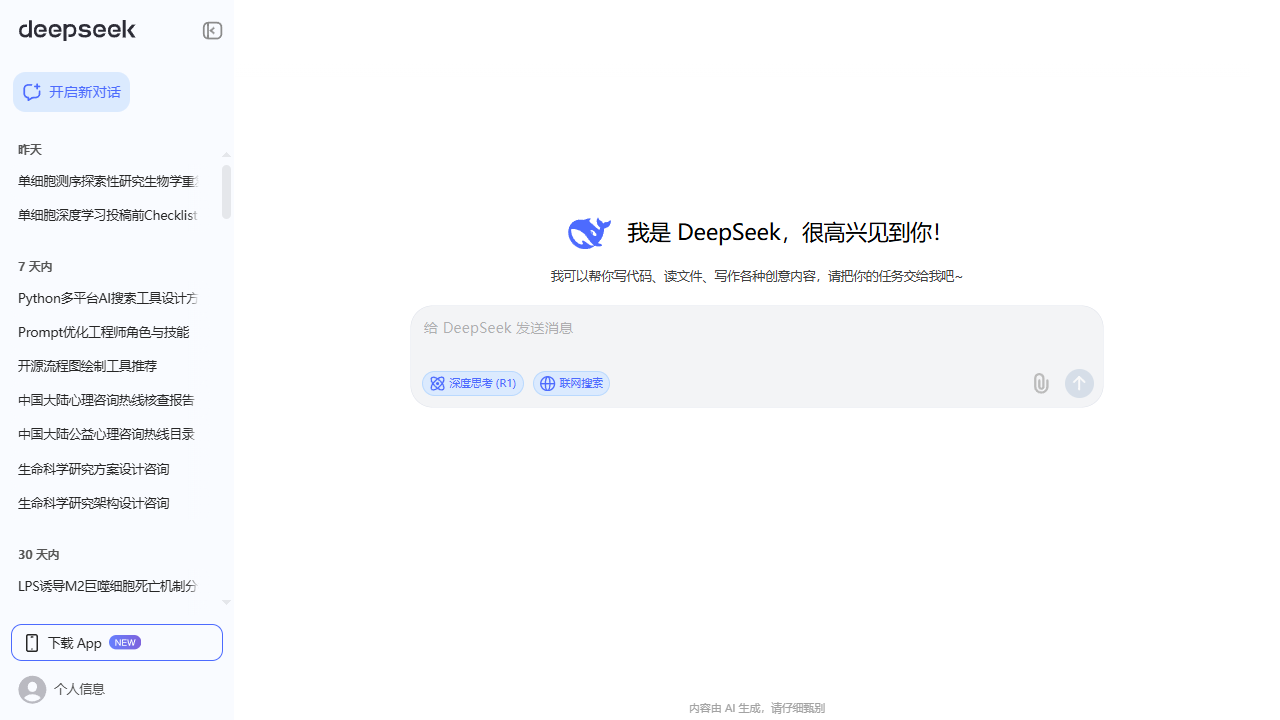 deepseek
开启新对话
昨天
单细胞测序探索性研究生物学重
单细胞深度学习投稿前Checklist
7 天内
Python多平台AI搜索工具设计方
Prompt优化工程师角色与技能
开源流程图绘制工具推荐
中国大陆心理咨询热线核查报告
中国大陆公益心理咨询热线目录
生命科学研究方案设计咨询
生命科学研究架构设计咨询
30 天内
LPS诱导M2巨噬细胞死亡机制分
下载 App NEW
个人信息
我是 DeepSeek，很高兴见到你！
我可以帮你写代码、读文件、写作各种创意内容，请把你的任务交给我吧~
给 DeepSeek 发送消息
深度思考 (R1) 联网搜索
内容由 AI 生成，请仔细甄别